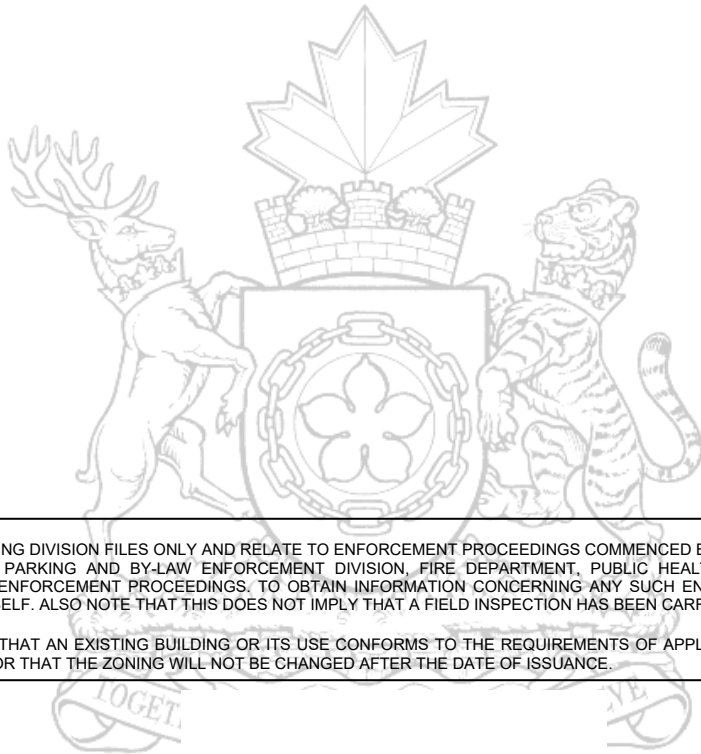 NG DIVISION FILES ONLY AND RELATE TO ENFORCEMENT PROCEEDINGS COMMENCED
PARKING AND BY-LAW ENFORCEMENT DIVISION, FIRE DEPARTMENT, PUBLIC
ENFORCEMENT PROCEEDINGS. TO OBTAIN INFORMATION CONCERNING ANY SUCH
SELF. ALSO NOTE THAT THIS DOES NOT IMPLY THAT A FIELD INSPECTION HAS BEEN
THAT AN EXISTING BUILDING OR ITS USE CONFORMS TO THE REQUIREMENTS OF
OR THAT THE ZONING WILL NOT BE CHANGED AFTER THE DATE OF ISSUANCE.